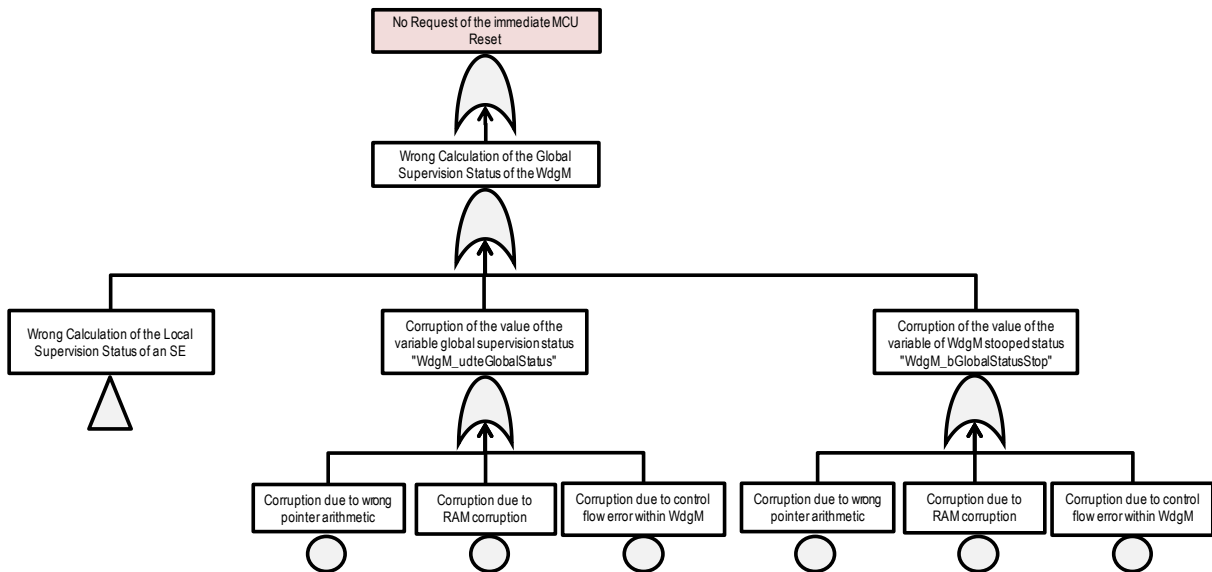 No Request of the immediate MCU
Reset
Wrong Calculation of the Global
Supervision Status of the WdgM
Wrong Calculation of the Local
Supervision Status of an SE
Corruption of the value of the
variable global supervision status
"WdgM_udteGlobalStatus"
Corruption of the value of the
variable of WdgM stooped status
"WdgM_bGlobalStatusStop"
Corruption due to wrong
pointer arithmetic
Corruption due to
RAM corruption
Corruption due to control
flow error within WdgM
Corruption due to wrong
pointer arithmetic
Corruption due to
RAM corruption
Corruption due to control
flow error within WdgM